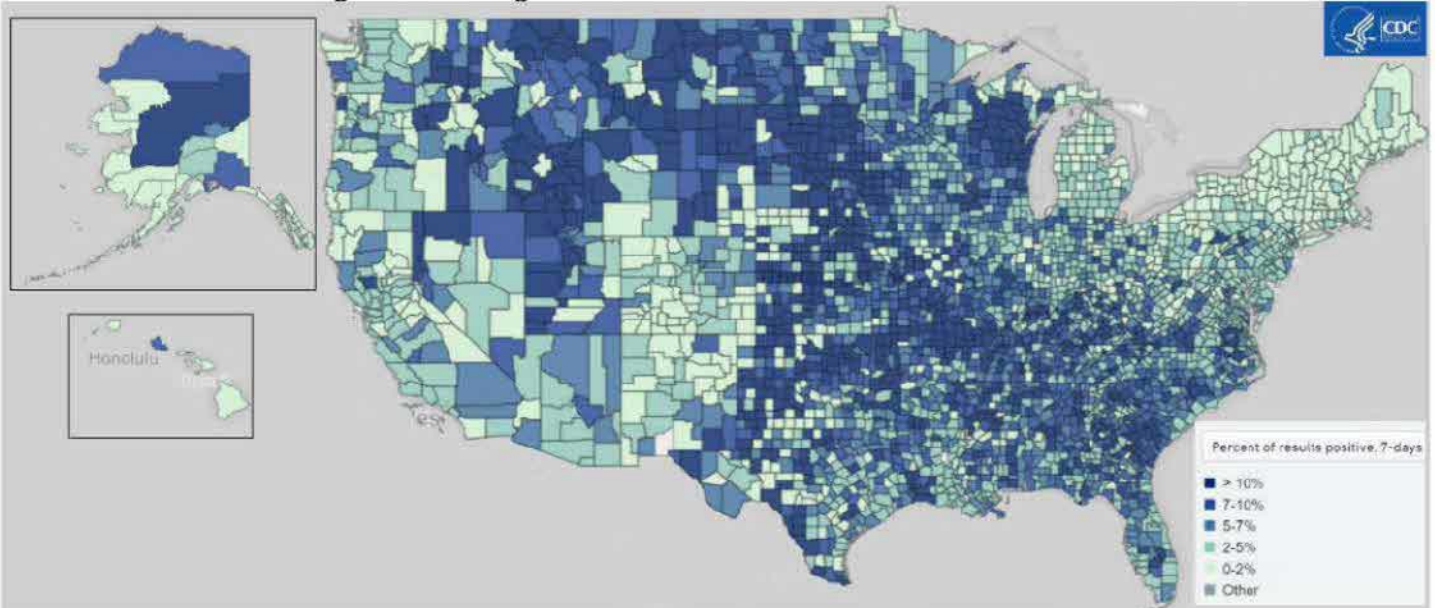 CDC
Honolulu
Percent of results positive, 7-days
> 10%
7-10%
5-7%
2-5%
0-2%
Other